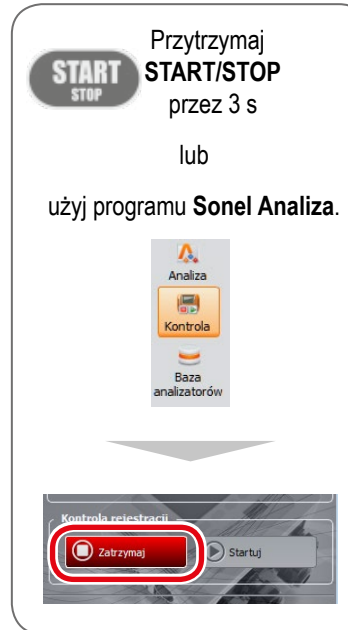 START
STOP
Przytrzymaj
START/STOP
przez 3 s
lub
użyj programu Sonel Analiza.
Analiza
Kontrola
Baza
analizatorów
Kontrola rejestracji
Zatrzymaj
Startuj